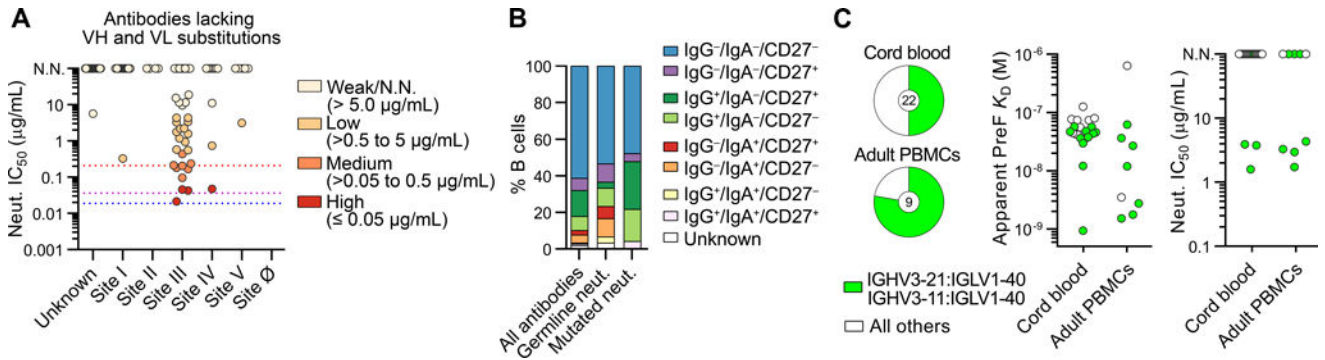 A
Antibodies lacking
VH and VL substitutions
Neut. IC50 (µg/mL)
N.N.
10
1
0.1
0.01
0.001
Unknown
Site I
Site II
Site III
Site IV
Site V
Site Ø
Weak/N.N.
(> 5.0 µg/mL)
Low
(>0.5 to 5 µg/mL)
Medium
(>0.05 to 0.5 µg/mL)
High
(≤ 0.05 µg/mL)
B
% B cells
100
80
60
40
20
0
All antibodies
Germline neut.
Mutated neut.
IgG⁻/IgA⁻/CD27⁻
IgG⁻/IgA⁻/CD27⁺
IgG⁺/IgA⁻/CD27⁺
IgG⁺/IgA⁻/CD27⁻
IgG⁻/IgA⁺/CD27⁺
IgG⁻/IgA⁺/CD27⁻
IgG⁺/IgA⁺/CD27⁻
IgG⁺/IgA⁺/CD27⁺
Unknown
C
Cord blood
22
Adult PBMCs
9
IGHV3-21:IGLV1-40
IGHV3-11:IGLV1-40
All others
Apparent PreF KD (M)
10⁻⁶
10⁻⁷
10⁻⁸
10⁻⁹
Cord blood
Adult PBMCs
Neut. IC50 (µg/mL)
N.N.
100
10
1
0.1
Cord blood
Adult PBMCs